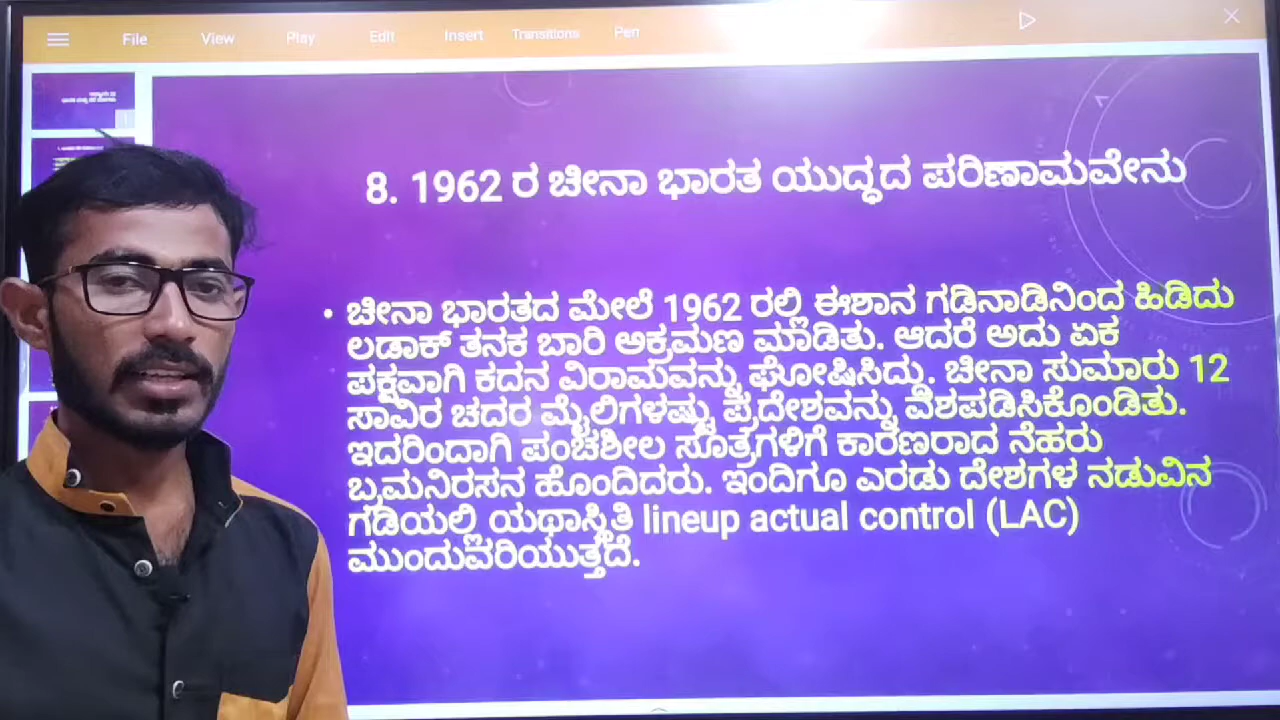 File View Play Edit Insert Transitions Pen
8. 1962 ರ ಚೀನಾ ಭಾರತ ಯುದ್ಧದ ಪರಿಣಾಮವೇನು
• ಚೀನಾ ಭಾರತದ ಮೇಲೆ 1962 ರಲ್ಲಿ ಈಶಾನ ಗಡಿನಾಡಿನಿಂದ ಹಿಡಿದು
ಲಡಾಕ್ ತನಕ ಬಾರಿ ಅಕ್ರಮಣ ಮಾಡಿತು. ಆದರೆ ಅದು ಏಕ
ಪಕ್ಷವಾಗಿ ಕದನ ವಿರಾಮವನ್ನು ಘೋಷಿಸಿದ್ದು. ಚೀನಾ ಸುಮಾರು 12
ಸಾವಿರ ಚದರ ಮೈಲಿಗಳಷ್ಟು ಪ್ರದೇಶವನ್ನು ವಶಪಡಿಸಿಕೊಂಡಿತು.
ಇದರಿಂದಾಗಿ ಪಂಚಶೀಲ ಸೂತ್ರಗಳಿಗೆ ಕಾರಣರಾದ ನೆಹರು
ಬ್ರಮನಿರಸನ ಹೊಂದಿದರು. ಇಂದಿಗೂ ಎರಡು ದೇಶಗಳ ನಡುವಿನ
ಗಡಿಯಲ್ಲಿ ಯಥಾಸ್ಥಿತಿ lineup actual control (LAC)
ಮುಂದುವರಿಯುತ್ತದೆ.